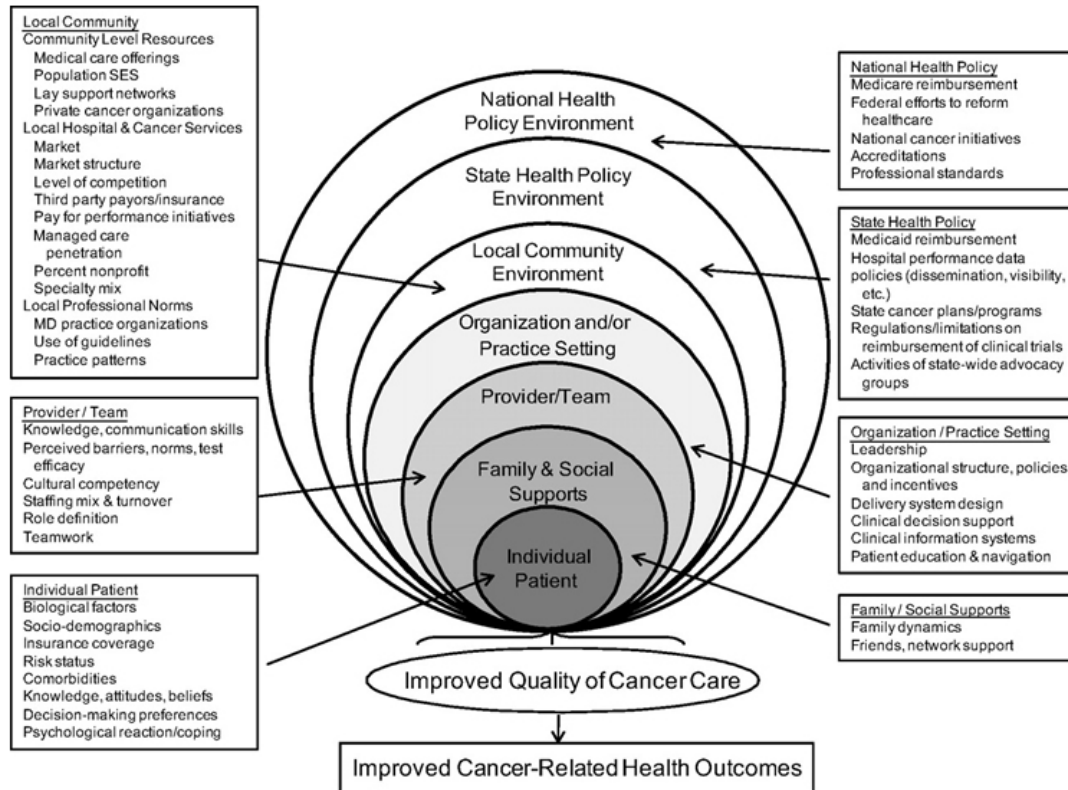 Local Community
Community Level Resources
Medical care offerings
Population SES
Lay support networks
Private cancer organizations
Local Hospital & Cancer Services
Market
Market structure
Level of competition
Third party payors/insurance
Pay for performance initiatives
Managed care
penetration
Percent nonprofit
Specialty mix
Local Professional Norms
MD practice organizations
Use of guidelines
Practice patterns
Provider / Team
Knowledge, communication skills
Perceived barriers, norms, test
efficacy
Cultural competency
Staffing mix & turnover
Role definition
Teamwork
Individual Patient
Biological factors
Socio-demographics
Insurance coverage
Risk status
Comorbidities
Knowledge, attitudes, beliefs
Decision-making preferences
Psychological reaction/coping
National Health
Policy Environment
State Health Policy
Environment
Local Community
Environment
Organization and/or
Practice Setting
Provider/Team
Family & Social
Supports
Individual
Patient
Improved Quality of Cancer Care
Improved Cancer-Related Health Outcomes
National Health Policy
Medicare reimbursement
Federal efforts to reform
healthcare
National cancer initiatives
Accreditations
Professional standards
State Health Policy
Medicaid reimbursement
Hospital performance data
policies (dissemination, visibility,
etc.)
State cancer plans/programs
Regulations/limitations on
reimbursement of clinical trials
Activities of state-wide advocacy
groups
Organization / Practice Setting
Leadership
Organizational structure, policies
and incentives
Delivery system design
Clinical decision support
Clinical information systems
Patient education & navigation
Family / Social Supports
Family dynamics
Friends, network support